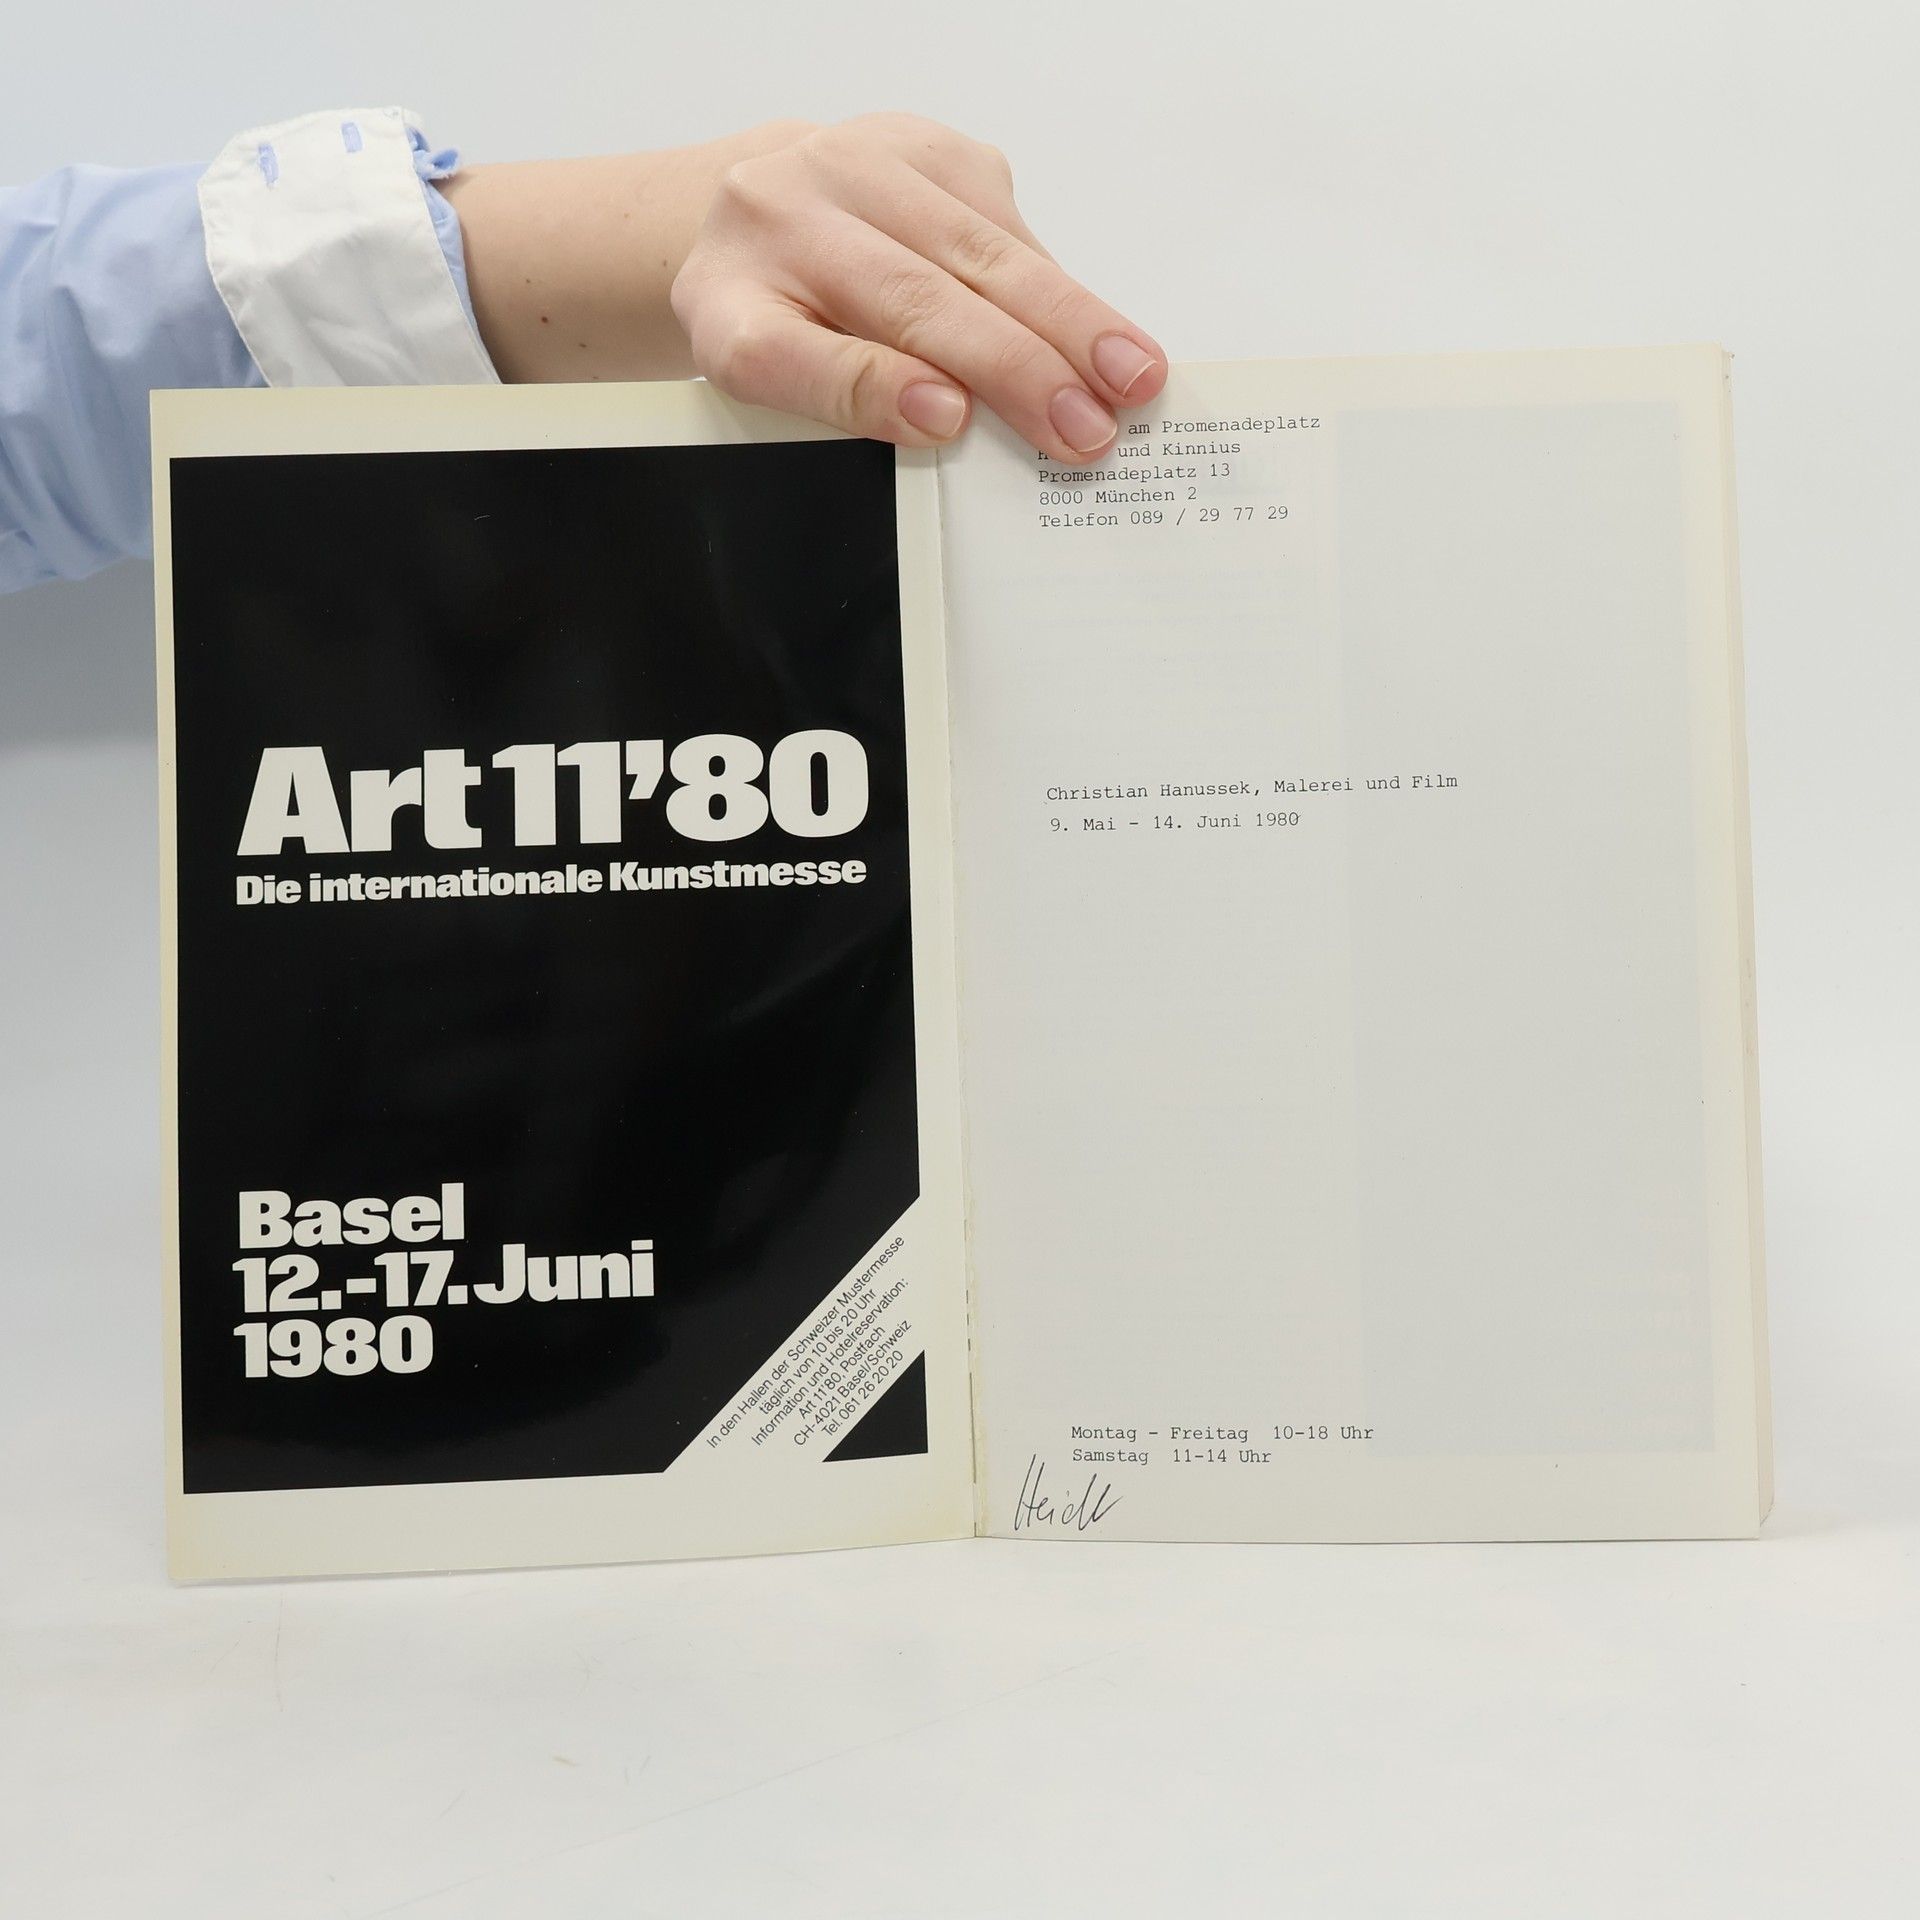 Art 11'80
Die internationale Kunstmesse
Basel
12.-17. Juni
1980
In den Hallen der Schweizer Mustermesse
täglich von 10 bis 20 Uhr
Information und Hotelreservation:
Art 11'80, Postfach
CH-4021 Basel/Schweiz
Tel. 061 26 20 20
am Promenadeplatz
und Kinnius
Promenadeplatz 13
8000 München 2
Telefon 089 / 29 77 29
Christian Hanussek, Malerei und Film
9. Mai - 14. Juni 1980
Montag - Freitag 10-18 Uhr
Samstag 11-14 Uhr